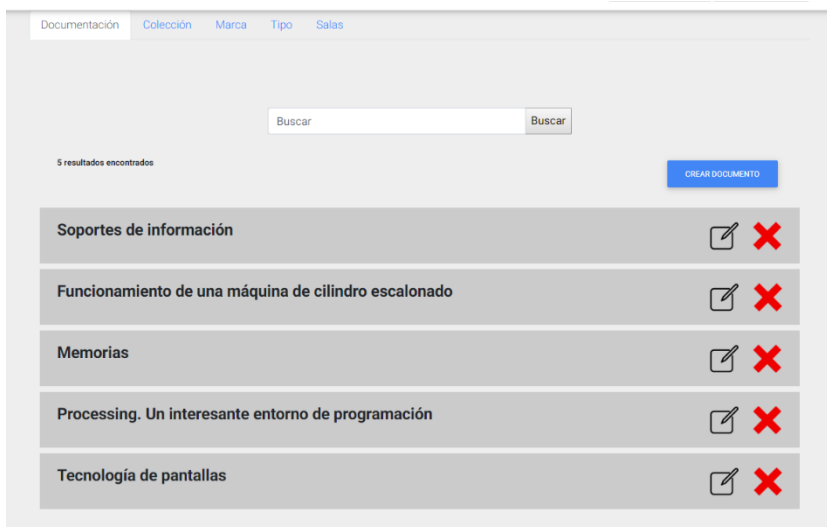 Documentación Colección Marca Tipo Salas
Buscar Buscar
5 resultados encontrados
CREAR DOCUMENTO
Soportes de información
Funcionamiento de una máquina de cilindro escalonado
Memorias
Processing. Un interesante entorno de programación
Tecnología de pantallas